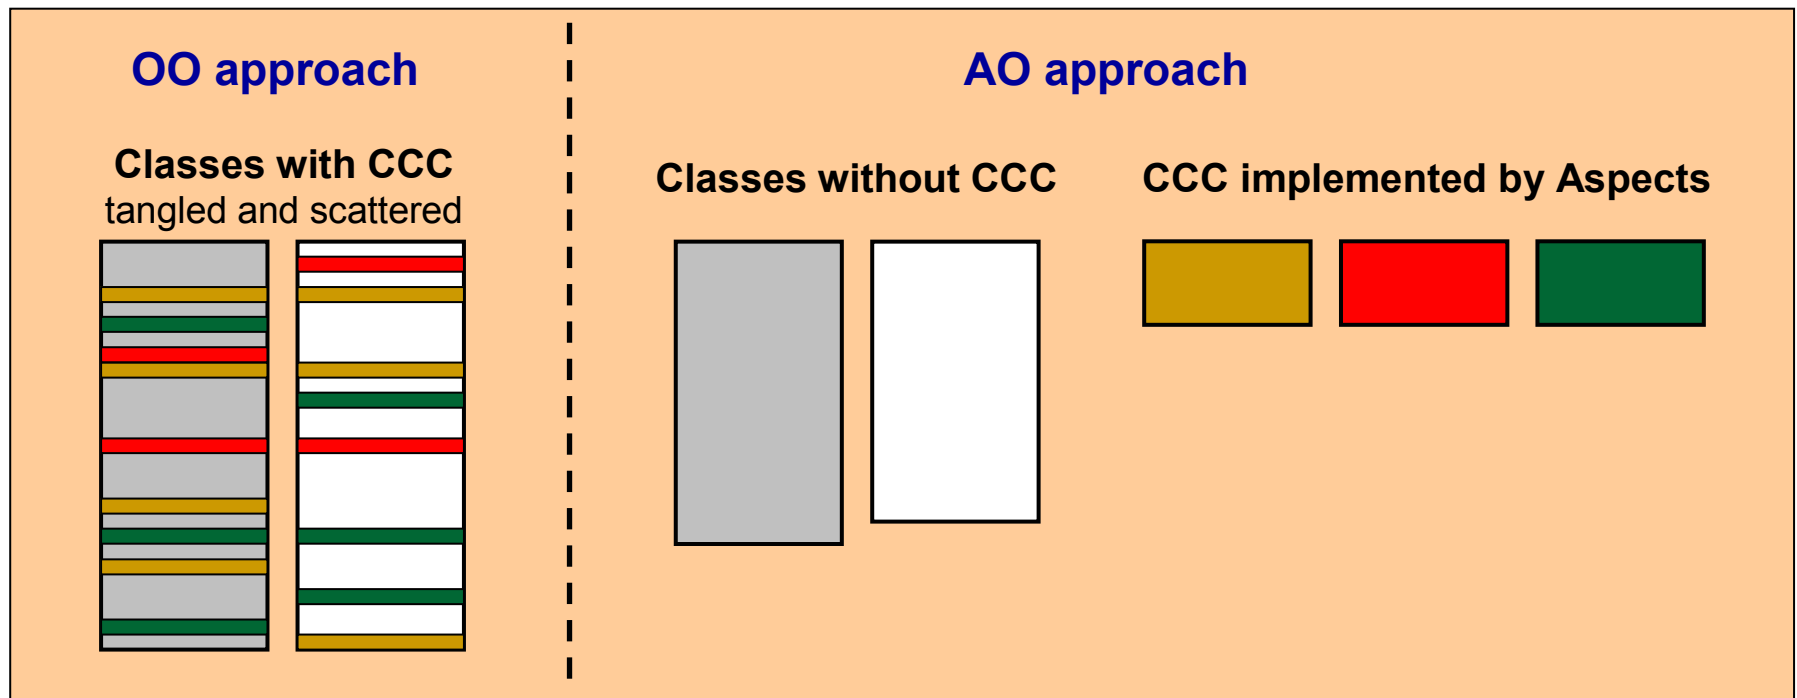 OO approach
Classes with CCC
tangled and scattered
AO approach
Classes without CCC
CCC implemented by Aspects